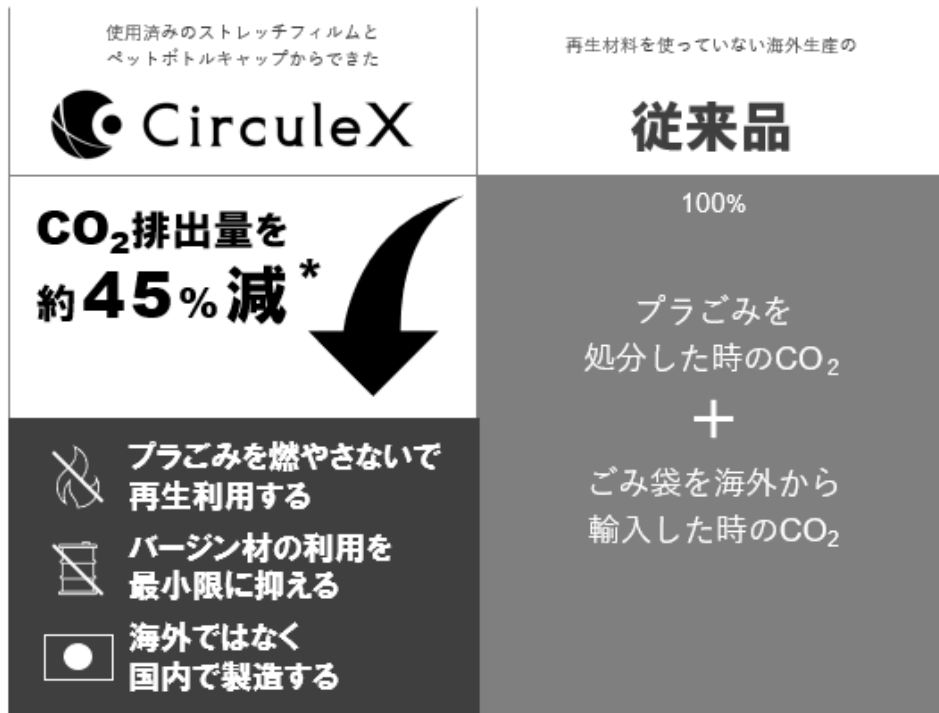 使用済みのストレッチフィルムと
ペットボトルキャップからできた
CirculeX
再生材料を使っていない海外生産の
従来品
CO₂排出量を
約45%減*
プラごみを燃やさないで
再生利用する
バージン材の利用を
最小限に抑える
海外ではなく
国内で製造する
100%
プラごみを
処分した時のCO₂
+
ごみ袋を海外から
輸入した時のCO₂